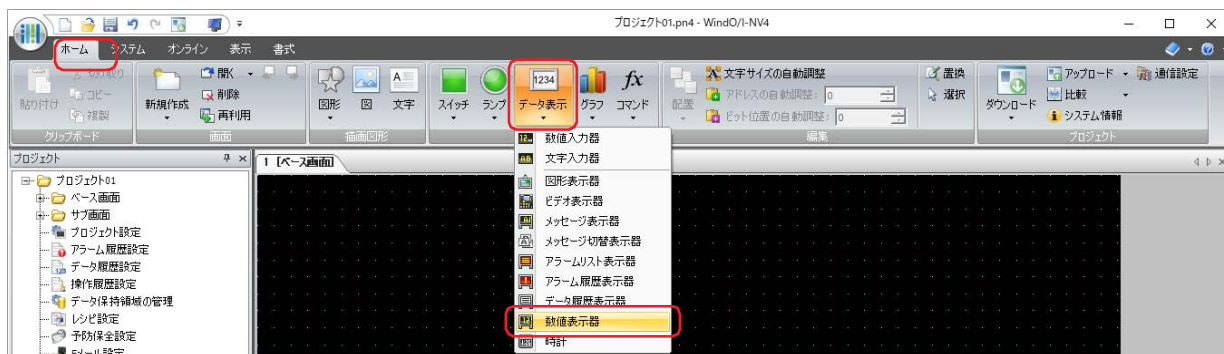 プロジェクト01.pn4 - WindO/I-NV4
ホーム システム オンライン 表示 書式
貼り付け 切り取り コピー 複製 新規作成 開く 削除 再利用 図形 図 文字 スイッチ ランプ データ表示 グラフ コマンド 配置 文字サイズの自動調整 アドレスの自動調整: 0 ビット位置の自動調整: 0 置換 選択 ダウンロード アップロード 比較 システム情報 通信設定
1234 fx A
クリップボード 画面 描画図形 編集 プロジェクト
プロジェクト
1 [ベース画面]
プロジェクト01
ベース画面
サブ画面
プロジェクト設定
アラーム履歴設定
データ履歴設定
操作履歴設定
データ保持領域の管理
レシピ設定
予防保全設定
Eメール設定
数値入力器
文字入力器
図形表示器
ビデオ表示器
メッセージ表示器
メッセージ切替表示器
アラームリスト表示器
アラーム履歴表示器
データ履歴表示器
数値表示器
時計